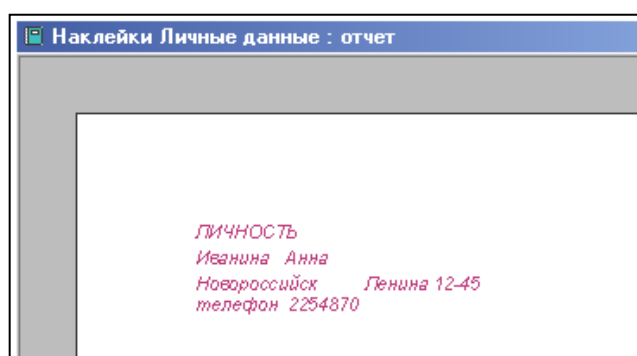 Наклейки Личные данные : отчет
ЛИЧНОСТЬ
Иванина Анна
Новороссийск Ленина 12-45
телефон 2254870